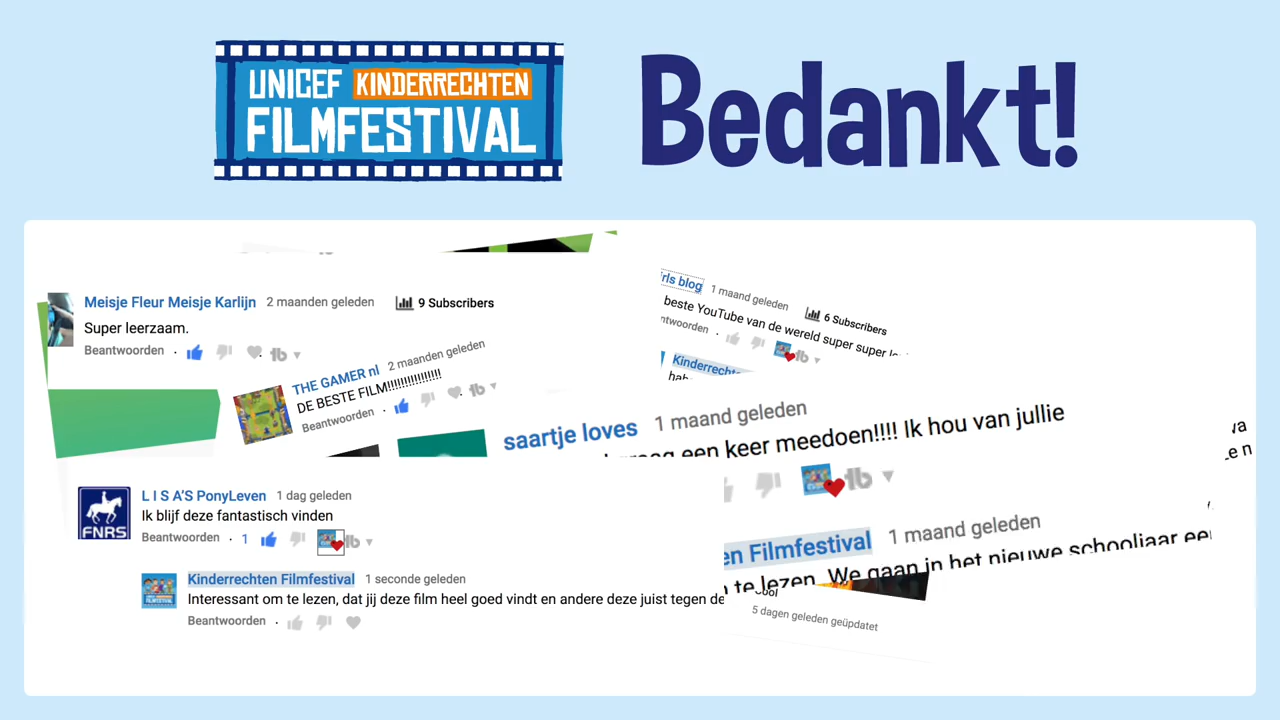 UNICEF KINDERRECHTEN
FILMFESTIVAL
Bedankt!
Meisje Fleur Meisje Karlijn 2 maanden geleden 9 Subscribers
Super leerzaam.
Beantwoorden
THE GAMER nl 2 maanden geleden
DE BESTE FILM!!!!!!!!!!!!!!!!!
Beantwoorden
blog 1 maand geleden 6 Subscribers
beste YouTube van de wereld super super
Kinderrechte
saartje loves 1 maand geleden
een keer meedoen!!!! Ik hou van jullie
L I S A'S PonyLeven 1 dag geleden
Ik blijf deze fantastisch vinden
Beantwoorden · 1
FNRS
Kinderrechten Filmfestival 1 seconde geleden
Interessant om te lezen, dat jij deze film heel goed vindt en andere deze juist tegen de
Beantwoorden
en Filmfestival 1 maand geleden
te lezen. We gaan in het nieuwe schooljaar
5 dagen geleden geüpdatet